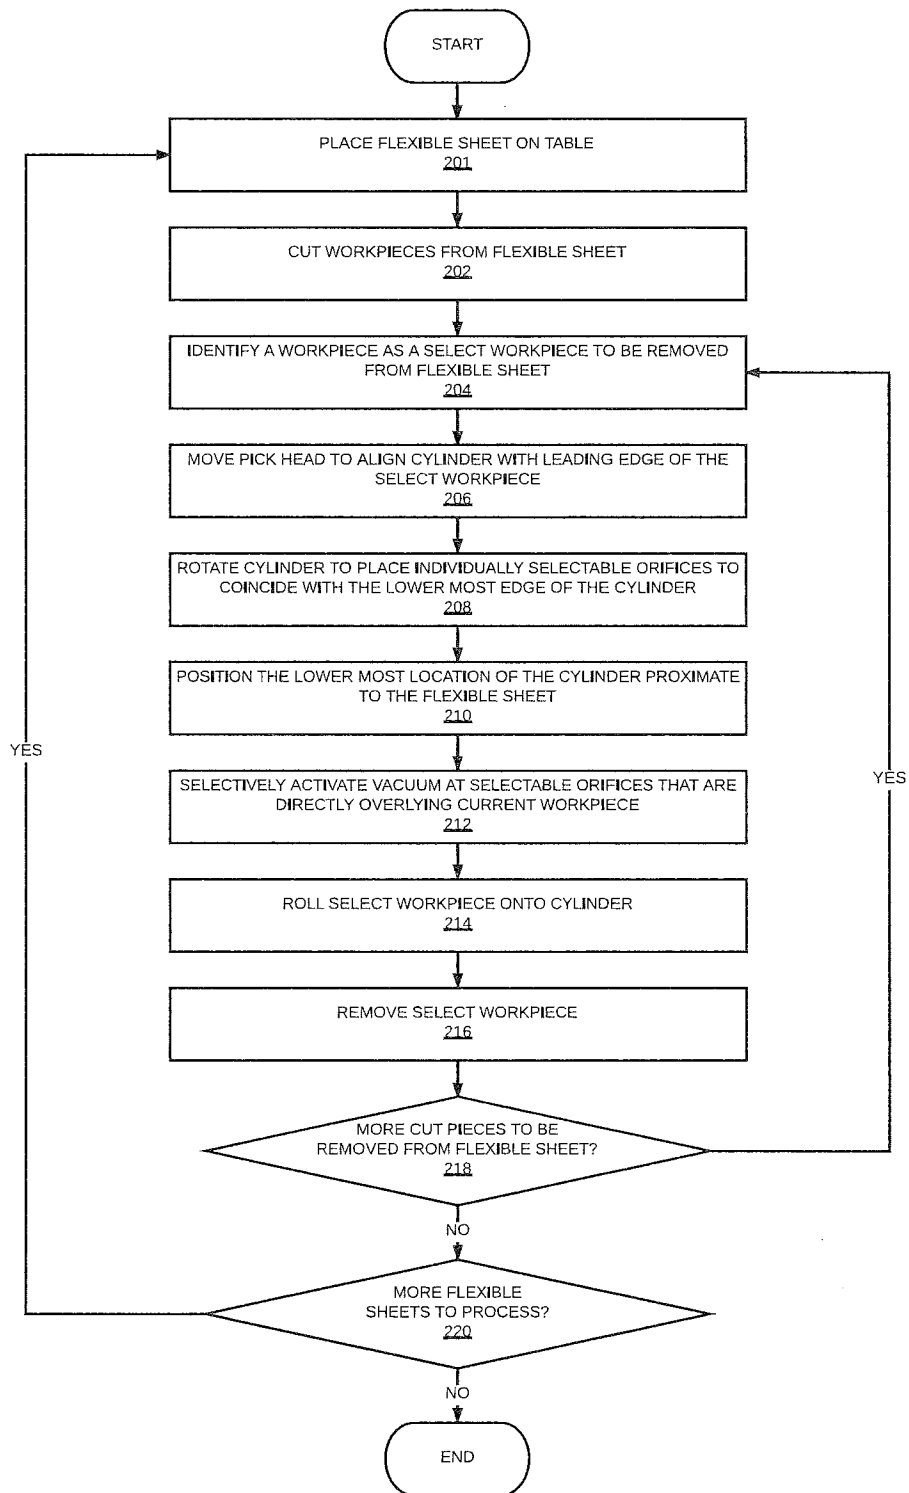 START
PLACE FLEXIBLE SHEET ON TABLE
201
CUT WORKPIECES FROM FLEXIBLE SHEET
202
IDENTIFY A WORKPIECE AS A SELECT WORKPIECE TO BE REMOVED
FROM FLEXIBLE SHEET
204
MOVE PICK HEAD TO ALIGN CYLINDER WITH LEADING EDGE OF THE
SELECT WORKPIECE
206
ROTATE CYLINDER TO PLACE INDIVIDUALLY SELECTABLE ORIFICES TO
COINCIDE WITH THE LOWER MOST EDGE OF THE CYLINDER
208
POSITION THE LOWER MOST LOCATION OF THE CYLINDER PROXIMATE
TO THE FLEXIBLE SHEET
210
YES
YES
SELECTIVELY ACTIVATE VACUUM AT SELECTABLE ORIFICES THAT ARE
DIRECTLY OVERLYING CURRENT WORKPIECE
212
ROLL SELECT WORKPIECE ONTO CYLINDER
214
REMOVE SELECT WORKPIECE
216
MORE CUT PIECES TO BE
REMOVED FROM FLEXIBLE SHEET?
218
NO
MORE FLEXIBLE
SHEETS TO PROCESS?
220
NO
END